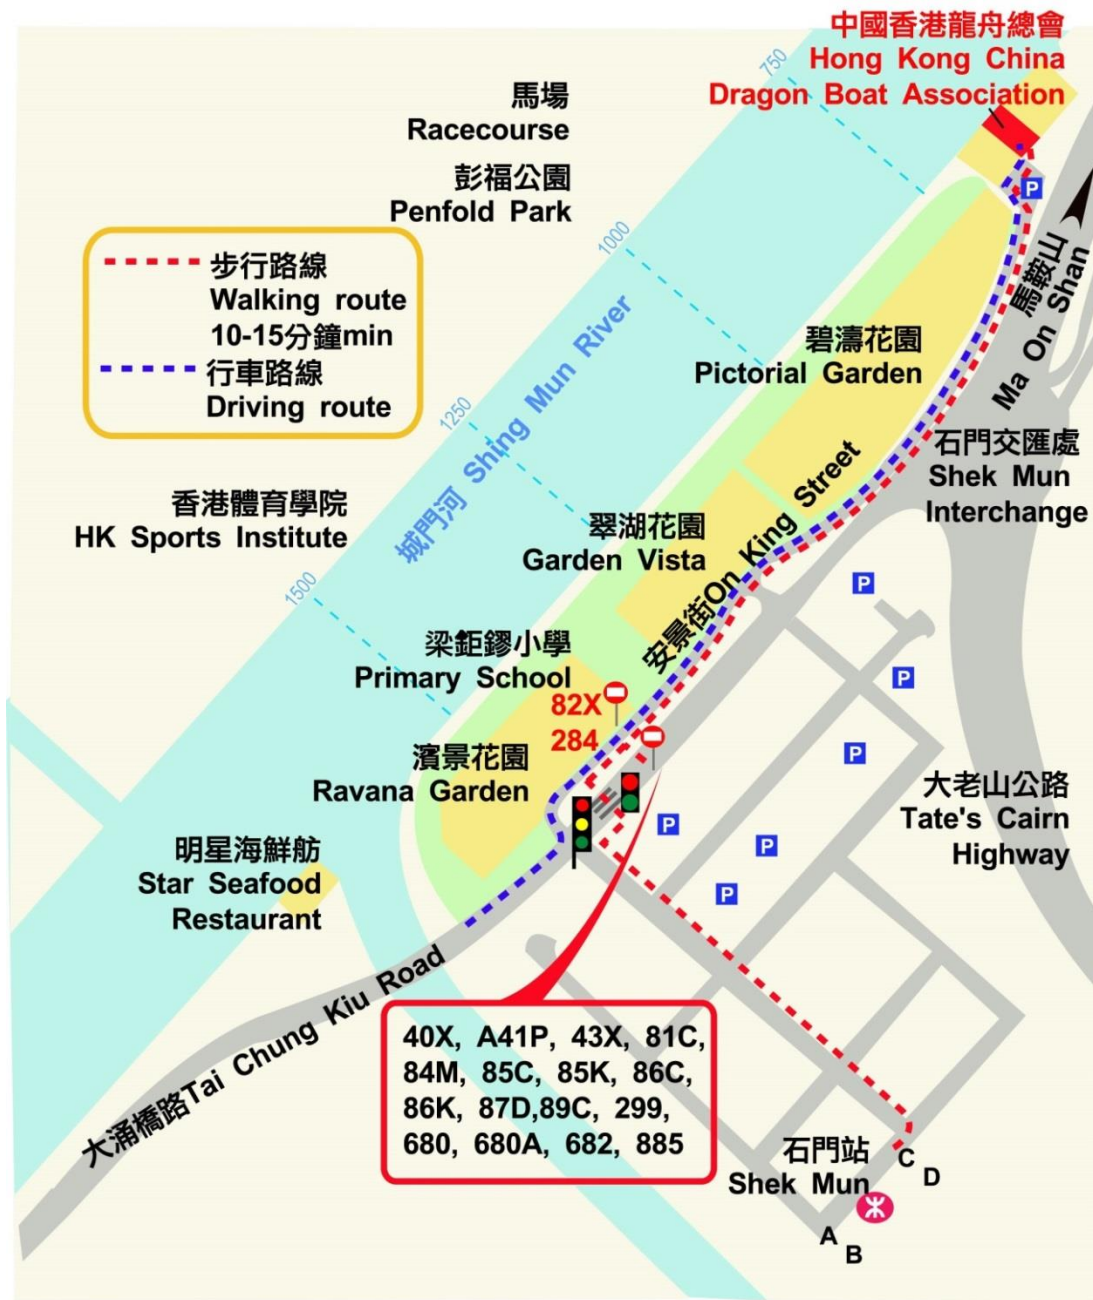 中國香港龍舟總會
Hong Kong China
Dragon Boat Association
750
馬場
Racecourse
彭福公園
Penfold Park
1000
步行路線
Walking route
10-15分鐘min
行車路線
Driving route
P
馬鞍山
Ma On Shan
碧濤花園
Pictorial Garden
1250
城門河 Shing Mun River
石門交匯處
Shek Mun
Interchange
香港體育學院
HK Sports Institute
翠湖花園
Garden Vista
安景街On King Street
1500
P
梁鉅鏐小學
Primary School
P
82X
284
濱景花園
Ravana Garden
P
大老山公路
Tate's Cairn
Highway
P
P
P
明星海鮮舫
Star Seafood
Restaurant
大涌橋路Tai Chung Kiu Road
40X, A41P, 43X, 81C,
84M, 85C, 85K, 86C,
86K, 87D,89C, 299,
680, 680A, 682, 885
石門站
Shek Mun
C
D
A
B